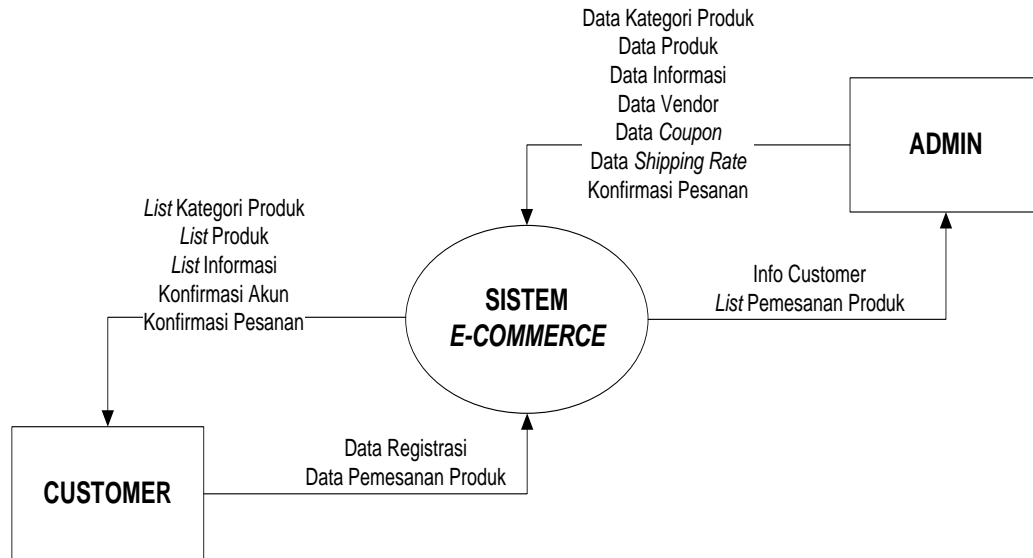 Data Kategori Produk
Data Produk
Data Informasi
Data Vendor
Data Coupon
Data Shipping Rate
Konfirmasi Pesanan
ADMIN
List Kategori Produk
List Produk
List Informasi
Konfirmasi Akun
Konfirmasi Pesanan
SISTEM
E-COMMERCE
Info Customer
List Pemesanan Produk
CUSTOMER
Data Registrasi
Data Pemesanan Produk